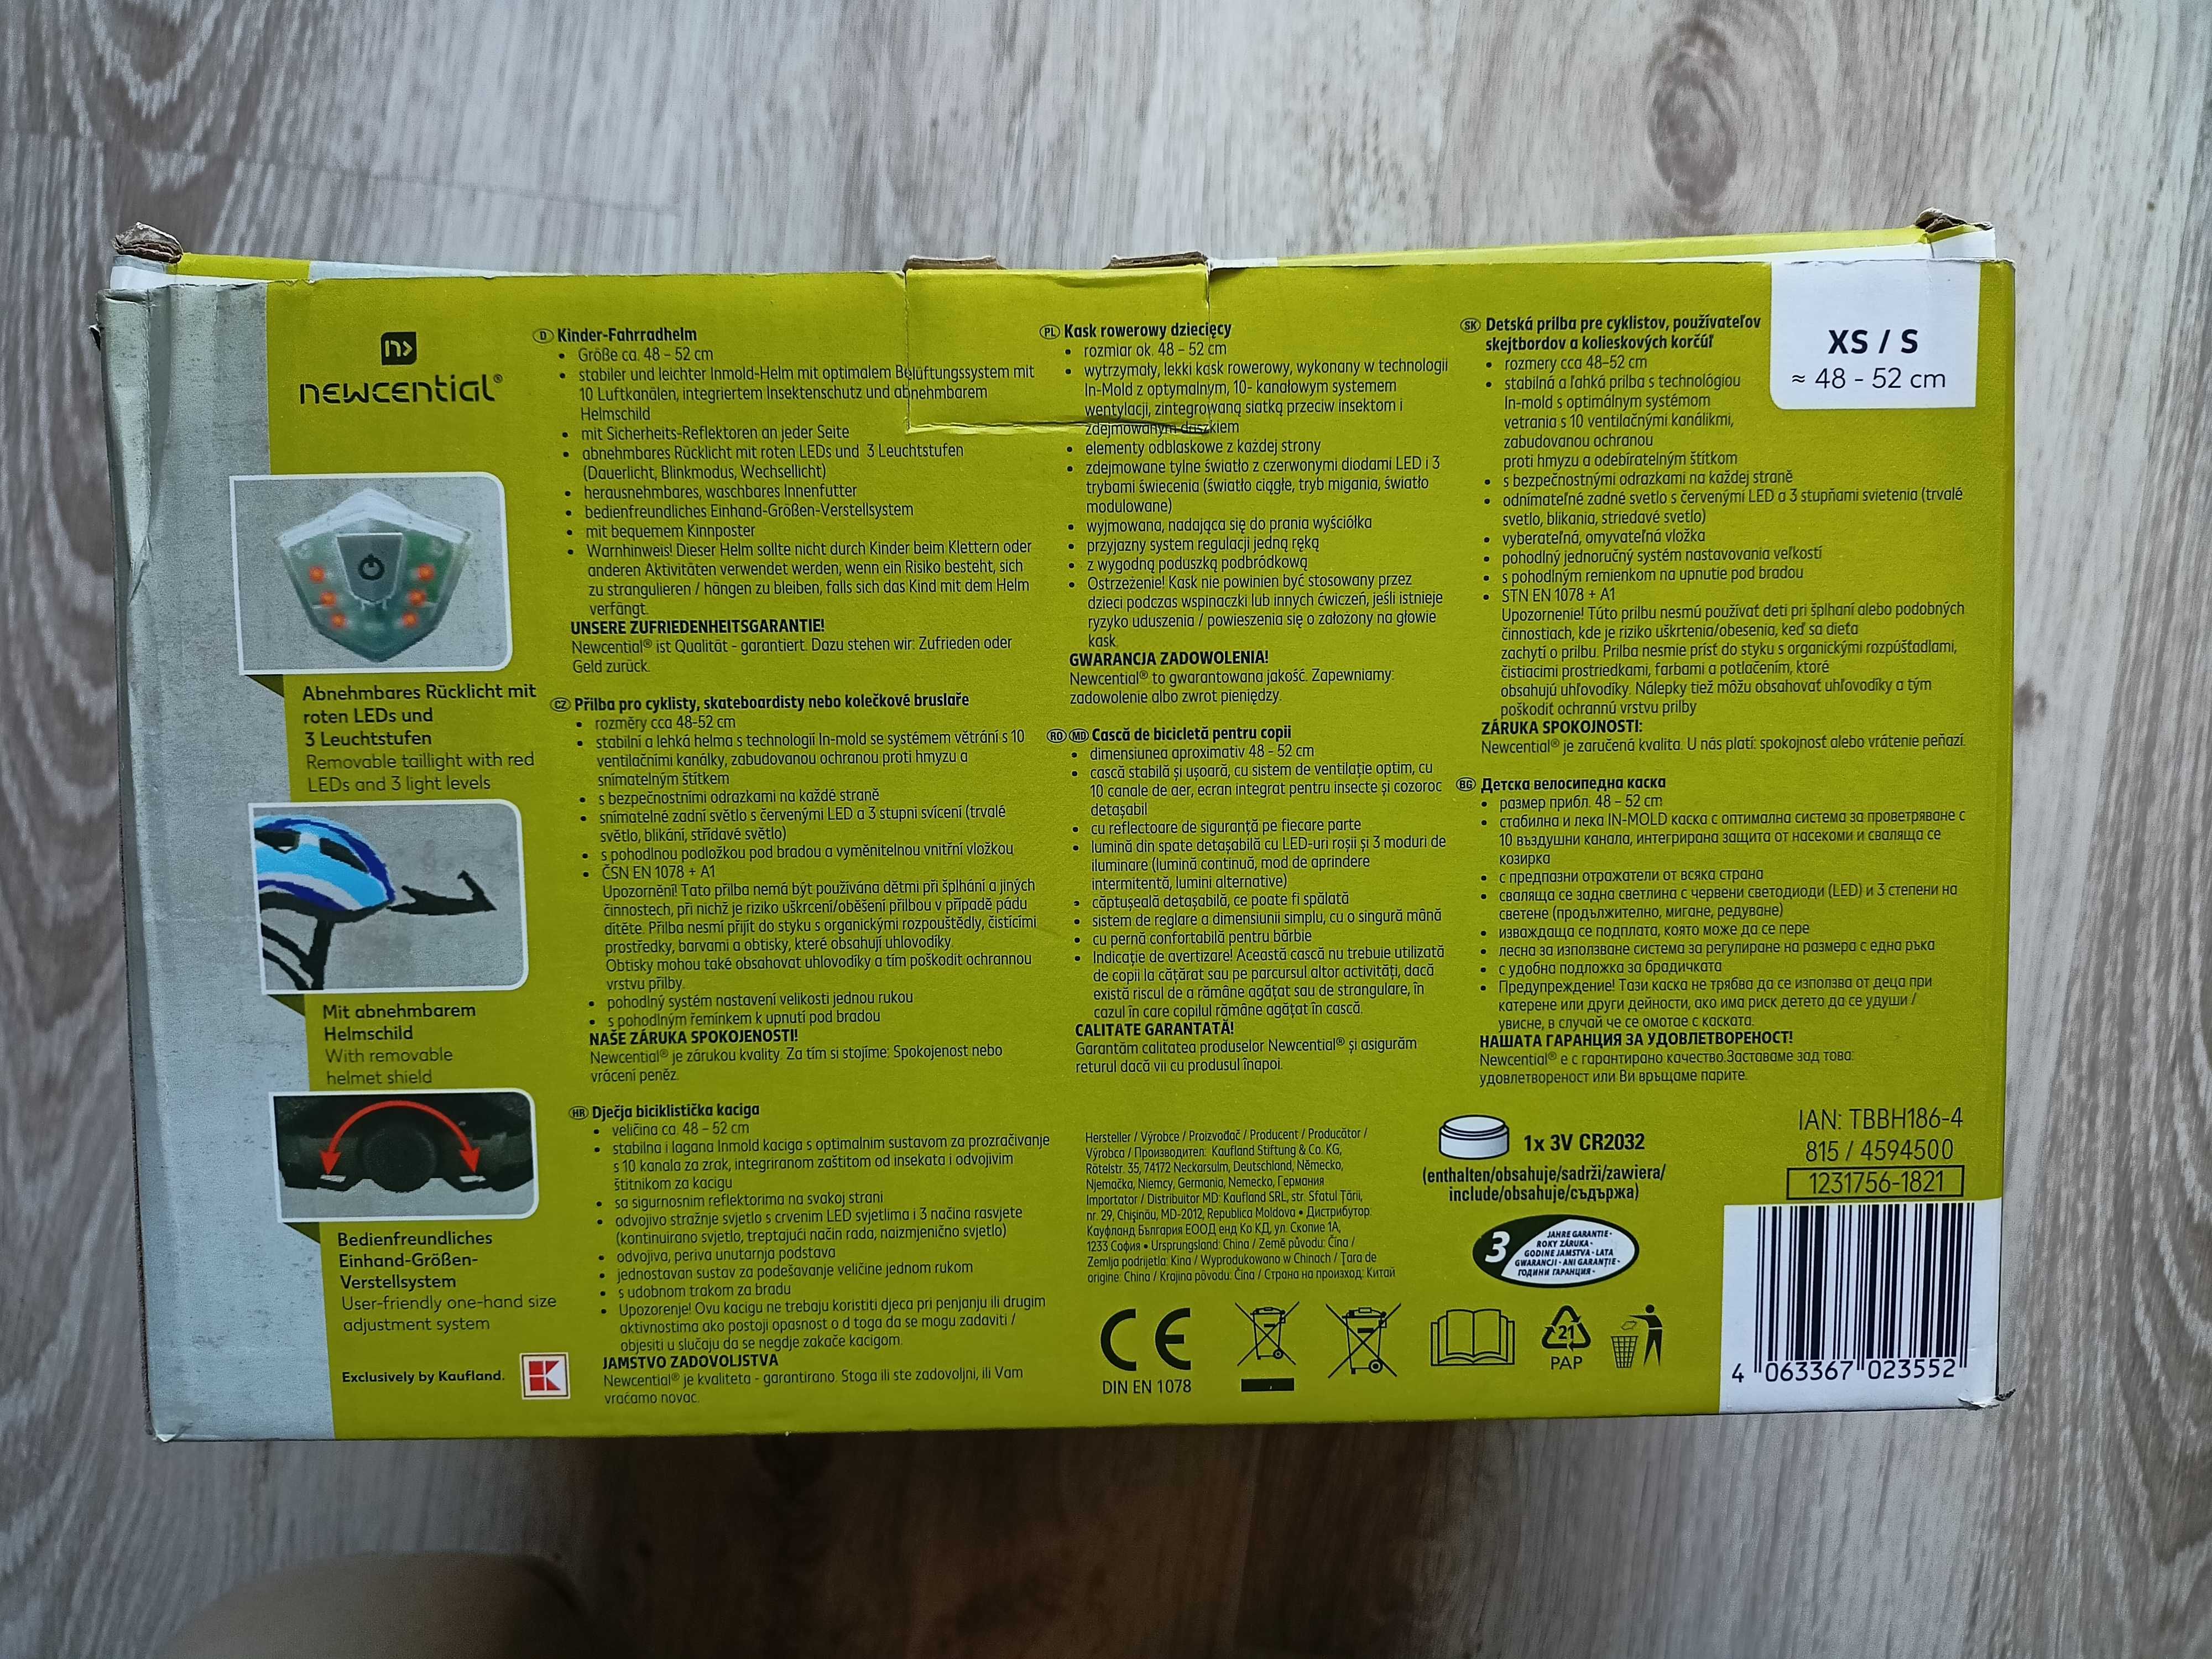 n>
newcential®
Abnehmbares Rücklicht mit
roten LEDs und
3 Leuchtstufen
Removable taillight with red
LEDs and 3 light levels
Mit abnehmbarem
Helmschild
With removable
helmet shield
Bedienfreundliches
Einhand-Größen-
Verstellsystem
User-friendly one-hand size
adjustment system
Exclusively by Kaufland.
D Kinder-Fahrradhelm
• Größe ca. 48 – 52 cm
• stabiler und leichter Inmold-Helm mit optimalem Belüftungssystem mit
10 Luftkanälen, integriertem Insektenschutz und abnehmbarem
Helmschild
• mit Sicherheits-Reflektoren an jeder Seite
• abnehmbares Rücklicht mit roten LEDs und 3 Leuchtstufen
(Dauerlicht, Blinkmodus, Wechsellicht)
• herausnehmbares, waschbares Innenfutter
• bedienfreundliches Einhand-Größen-Verstellsystem
• mit bequemem Kinnposter
• Warnhinweis! Dieser Helm sollte nicht durch Kinder beim Klettern oder
anderen Aktivitäten verwendet werden, wenn ein Risiko besteht, sich
zu strangulieren / hängen zu bleiben, falls sich das Kind mit dem Helm
verfängt.
UNSERE ZUFRIEDENHEITSGARANTIE!
Newcential® ist Qualität - garantiert. Dazu stehen wir: Zufrieden oder
Geld zurück.
CZ Přilba pro cyklisty, skateboardisty nebo kolečkové bruslaře
• rozměry cca 48-52 cm
• stabilní a lehká helma s technologií In-mold se systémem větrání s 10
ventilačními kanálky, zabudovanou ochranou proti hmyzu a
snímatelným štítkem
• s bezpečnostními odrazkami na každé straně
• snímatelné zadní světlo s červenými LED a 3 stupni svícení (trvalé
světlo, blikání, střídavé světlo)
• s pohodlnou podložkou pod bradou a vyměnitelnou vnitřní vložkou
• ČSN EN 1078 + A1
Upozornění! Tato přilba nemá být používána dětmi při šplhání a jiných
činnostech, při nichž je riziko uškrcení/oběšení přilbou v případě pádu
dítěte. Přilba nesmí přijít do styku s organickými rozpouštědly, čisticími
prostředky, barvami a obtisky, které obsahují uhlovodíky.
Obtisky mohou také obsahovat uhlovodíky a tím poškodit ochrannou
vrstvu přilby.
• pohodlný systém nastavení velikosti jednou rukou
• s pohodlným řemínkem k upnutí pod bradou
NAŠE ZÁRUKA SPOKOJENOSTI!
Newcential® je zárukou kvality. Za tím si stojíme: Spokojenost nebo
vrácení peněz.
HR Dječja biciklistička kaciga
• veličina ca. 48 – 52 cm
• stabilna i lagana Inmold kaciga s optimalnim sustavom za prozračivanje
s 10 kanala za zrak, integriranom zaštitom od insekata i odvojivim
štitnikom za kacigu
• sa sigurnosnim reflektorima na svakoj strani
• odvojivo stražnje svjetlo s crvenim LED svjetlima i 3 načina rasvjete
(kontinuirano svjetlo, treptajući način rada, naizmjenično svjetlo)
• odvojiva, periva unutarnja podstava
• jednostavan sustav za podešavanje veličine jednom rukom
• s udobnom trakom za bradu
• Upozorenje! Ovu kacigu ne trebaju koristiti djeca pri penjanju ili drugim
aktivnostima ako postoji opasnost o d toga da se mogu zadaviti /
objesiti u slučaju da se negdje zakače kacigom.
JAMSTVO ZADOVOLJSTVA
Newcential® je kvaliteta - garantirano. Stoga ili ste zadovoljni, ili Vam
vraćamo novac.
PL Kask rowerowy dziecięcy
• rozmiar ok. 48 – 52 cm
• wytrzymały, lekki kask rowerowy, wykonany w technologii
In-Mold z optymalnym, 10- kanałowym systemem
wentylacji, zintegrowaną siatką przeciw insektom i
zdejmowanym daszkiem
• elementy odblaskowe z każdej strony
• zdejmowane tylne światło z czerwonymi diodami LED i 3
trybami świecenia (światło ciągłe, tryb migania, światło
modulowane)
• wyjmowana, nadająca się do prania wyściółka
• przyjazny system regulacji jedną ręką
• z wygodną poduszką podbródkową
• Ostrzeżenie! Kask nie powinien być stosowany przez
dzieci podczas wspinaczki lub innych ćwiczeń, jeśli istnieje
ryzyko uduszenia / powieszenia się o założony na głowie
kask.
GWARANCJA ZADOWOLENIA!
Newcential® to gwarantowana jakość. Zapewniamy:
zadowolenie albo zwrot pieniędzy.
RO MD Cască de bicicletă pentru copii
• dimensiunea aproximativ 48 – 52 cm
• cască stabilă și ușoară, cu sistem de ventilație optim, cu
10 canale de aer, ecran integrat pentru insecte și cozoroc
detașabil
• cu reflectoare de siguranță pe fiecare parte
• lumină din spate detașabilă cu LED-uri roșii și 3 moduri de
iluminare (lumină continuă, mod de aprindere
intermitentă, lumini alternative)
• căptușeală detașabilă, ce poate fi spălată
• sistem de reglare a dimensiunii simplu, cu o singură mână
• cu pernă confortabilă pentru bărbie
• Indicație de avertizare! Această cască nu trebuie utilizată
de copii la cățărat sau pe parcursul altor activități, dacă
există riscul de a rămâne agățat sau de strangulare, în
cazul în care copilul rămâne agățat în cască.
CALITATE GARANTATĂ!
Garantăm calitatea produselor Newcential® și asigurăm
returul dacă vii cu produsul înapoi.
Hersteller / Výrobce / Proizvođač / Producent / Producător /
Výrobca / Производител: Kaufland Stiftung & Co. KG,
Rötelstr. 35, 74172 Neckarsulm, Deutschland, Německo,
Njemačka, Niemcy, Germania, Nemecko, Германия
Importator / Distribuitor MD: Kaufland SRL, str. Sfatul Țării,
nr. 29, Chișinău, MD-2012, Republica Moldova • Дистрибутор:
Кауфланд България ЕООД енд Ко КД, ул. Скопие 1А,
1233 София • Ursprungsland: China / Země původu: Čína /
Zemlja podrijetla: Kina / Wyprodukowano w Chinach / Țara de
origine: China / Krajina pôvodu: Čína / Страна на произход: Китай
CE
DIN EN 1078
SK Detská prilba pre cyklistov, používateľov
skejtbordov a kolieskových korčúľ
• rozmery cca 48–52 cm
• stabilná a ľahká prilba s technológiou
In-mold s optimálnym systémom
vetrania s 10 ventilačnými kanálikmi,
zabudovanou ochranou
proti hmyzu a odebírateľným štítkom
• s bezpečnostnými odrazkami na každej straně
• odnímateľné zadné svetlo s červenými LED a 3 stupňami svietenia (trvalé
svetlo, blikania, striedavé svetlo)
• vyberateľná, omyvateľná vložka
• pohodlný jednoručný systém nastavovania veľkostí
• s pohodlným remienkom na upnutie pod bradou
• STN EN 1078 + A1
Upozornenie! Túto prilbu nesmú používať deti pri šplhaní alebo podobných
činnostiach, kde je riziko uškrtenia/obesenia, keď sa dieťa
zachytí o prilbu. Prilba nesmie prísť do styku s organickými rozpúšťadlami,
čistiacimi prostriedkami, farbami a potlačením, ktoré
obsahujú uhľovodíky. Nálepky tiež môžu obsahovať uhľovodíky a tým
poškodiť ochrannú vrstvu prilby
ZÁRUKA SPOKOJNOSTI:
Newcential® je zaručená kvalita. U nás platí: spokojnosť alebo vrátenie peňazí.
BG Детска велосипедна каска
• размер прибл. 48 – 52 cm
• стабилна и лека IN-MOLD каска с оптимална система за проветряване с
10 въздушни канала, интегрирана защита от насекоми и сваляща се
козирка
• с предпазни отражатели от всяка страна
• сваляща се задна светлина с червени светодиоди (LED) и 3 степени на
светене (продължително, мигане, редуване)
• изваждаща се подплата, която може да се пере
• лесна за използване система за регулиране на размера с една ръка
• с удобна подложка за брадичката
• Предупреждение! Тази каска не трябва да се използва от деца при
катерене или други дейности, ако има риск детето да се удуши /
увисне, в случай че се омотае с каската.
НАШАТА ГАРАНЦИЯ ЗА УДОВЛЕТВОРЕНОСТ!
Newcential® е с гарантирано качество.Заставаме зад това:
удовлетвореност или Ви връщаме парите.
XS / S
≈ 48 - 52 cm
1x 3V CR2032
(enthalten/obsahuje/sadrži/zawiera/
include/obsahuje/съдържа)
3
JAHRE GARANTIE ·
ROKY ZÁRUKA ·
GODINE JAMSTVA · LATA
GWARANCJI · ANI GARANȚIE ·
ГОДИНИ ГАРАНЦИЯ ·
21
PAP
IAN: TBBH186-4
815 / 4594500
1231756-1821
4 063367 023552